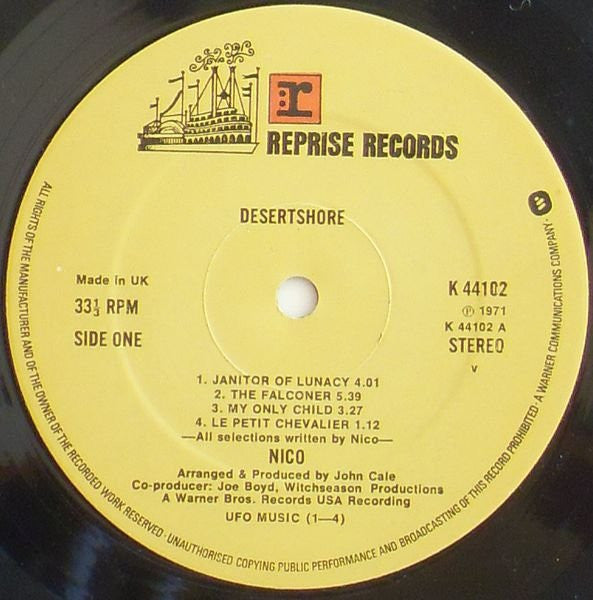 r
REPRISE RECORDS
DESERTSHORE
Made in UK
33⅓ RPM
SIDE ONE
K 44102
Ⓟ 1971
K 44102 A
STEREO
V
1. JANITOR OF LUNACY 4.01
2. THE FALCONER 5.39
3. MY ONLY CHILD 3.27
4. LE PETIT CHEVALIER 1.12
—All selections written by Nico—
NICO
Arranged & Produced by John Cale
Co-producer: Joe Boyd, Witchseason Productions
A Warner Bros. Records USA Recording
UFO MUSIC (1—4)
ALL RIGHTS OF THE MANUFACTURER AND OF THE OWNER OF THE RECORDED WORK RESERVED · UNAUTHORISED COPYING PUBLIC PERFORMANCE AND BROADCASTING OF THIS RECORD PROHIBITED · A WARNER COMMUNICATIONS COMPANY ·